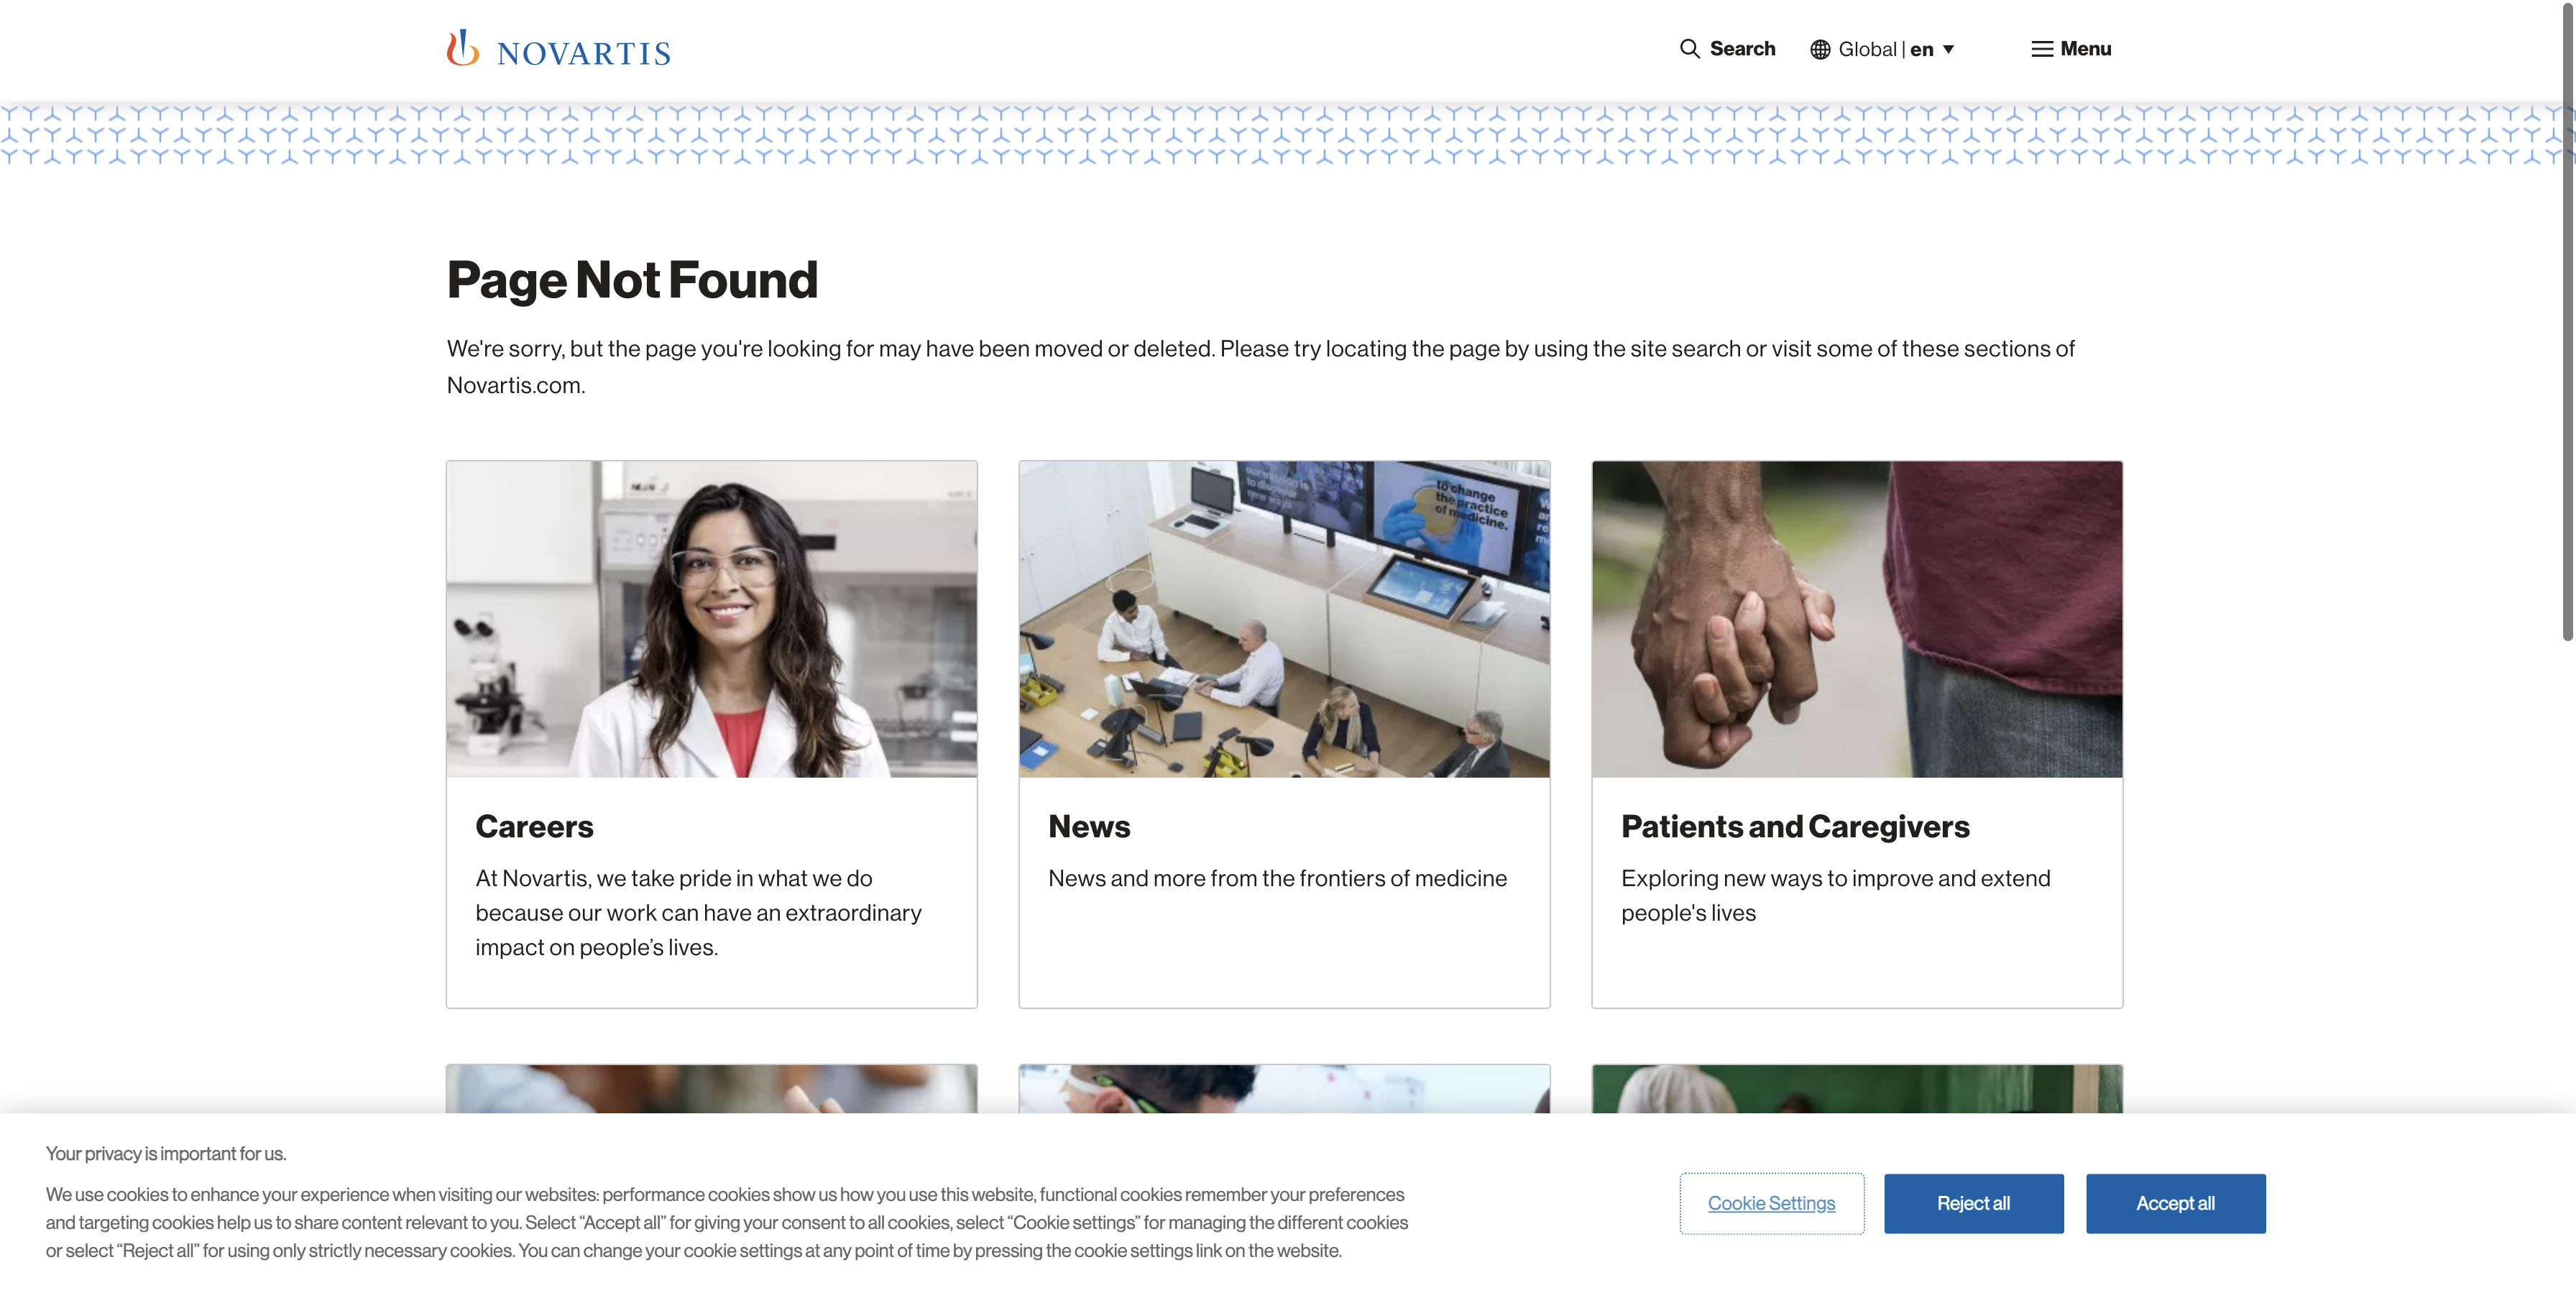 NOVARTIS
Search
Global | en
Menu
Page Not Found
We're sorry, but the page you're looking for may have been moved or deleted. Please try locating the page by using the site search or visit some of these sections of
Novartis.com.
to discover
new ways
to change
the practice
of medicine.
Careers
At Novartis, we take pride in what we do
because our work can have an extraordinary
impact on people’s lives.
News
News and more from the frontiers of medicine
Patients and Caregivers
Exploring new ways to improve and extend
people's lives
Your privacy is important for us.
We use cookies to enhance your experience when visiting our websites: performance cookies show us how you use this website, functional cookies remember your preferences
and targeting cookies help us to share content relevant to you. Select “Accept all” for giving your consent to all cookies, select “Cookie settings” for managing the different cookies
or select “Reject all” for using only strictly necessary cookies. You can change your cookie settings at any point of time by pressing the cookie settings link on the website.
Cookie Settings
Reject all
Accept all